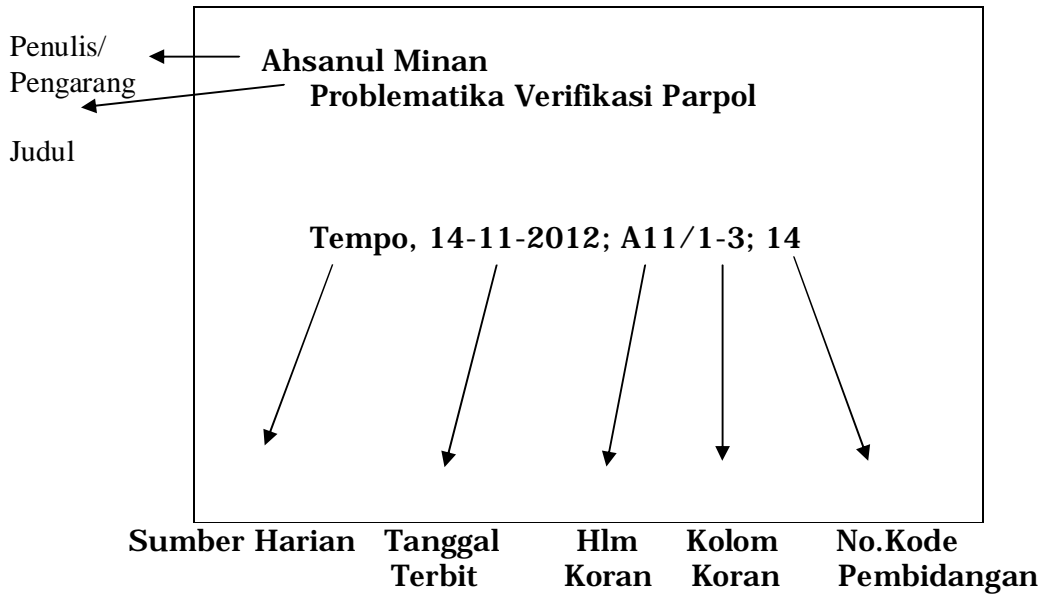 Penulis/
Pengarang
Judul
Ahsanul Minan
Problematika Verifikasi Parpol
Tempo, 14-11-2012; A11/1-3; 14
Sumber Harian Tanggal Terbit Hlm Koran Kolom Koran No.Kode Pembidangan